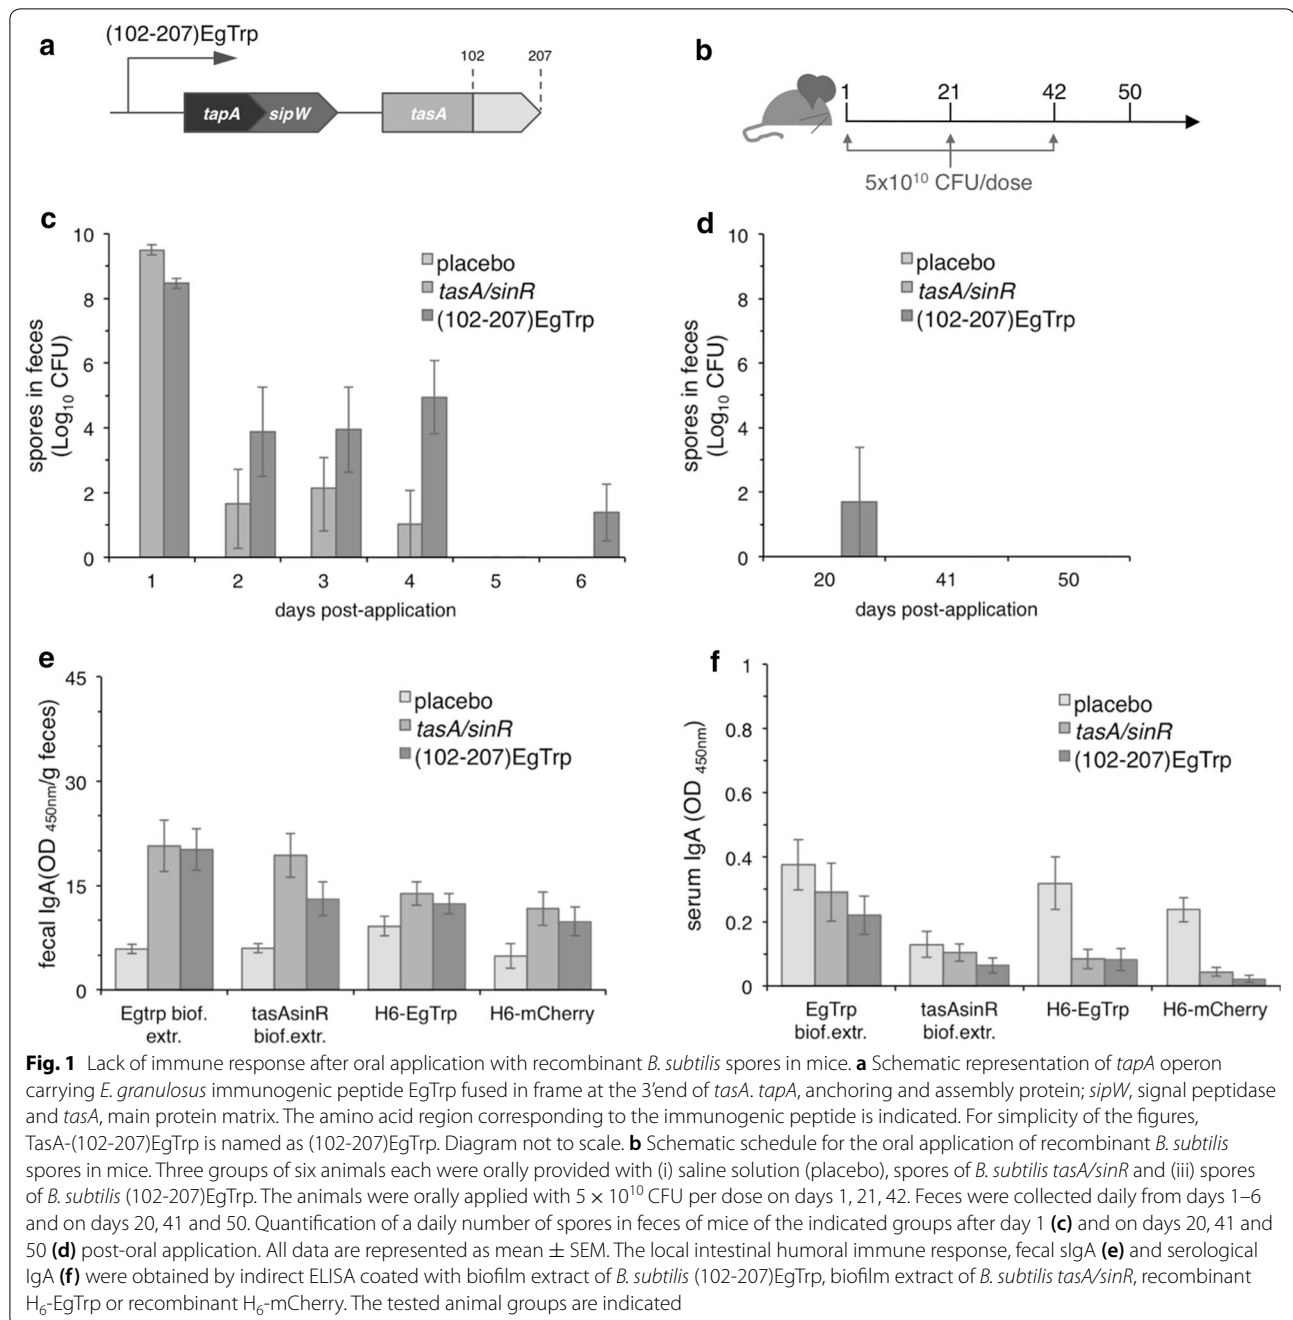 a
(102-207)EgTrp
102
207
tapA
sipW
tasA
b
1
21
42
50
5x10¹⁰ CFU/dose
c
spores in feces
(Log₁₀ CFU)
10
8
6
4
2
0
placebo
tasA/sinR
(102-207)EgTrp
1
2
3
4
5
6
days post-application
d
spores in feces
(Log₁₀ CFU)
10
8
6
4
2
0
placebo
tasA/sinR
(102-207)EgTrp
20
41
50
days post-application
e
fecal IgA(OD 450nm/g feces)
45
30
15
0
placebo
tasA/sinR
(102-207)EgTrp
Egtrp biof.
extr.
tasAsinR
biof.extr.
H6-EgTrp
H6-mCherry
f
serum IgA (OD 450nm)
1
0.8
0.6
0.4
0.2
0
placebo
tasA/sinR
(102-207)EgTrp
EgTrp
biof.extr.
tasAsinR
biof.extr.
H6-EgTrp
H6-mCherry
Fig. 1 Lack of immune response after oral application with recombinant B. subtilis spores in mice. a Schematic representation of tapA operon
carrying E. granulosus immunogenic peptide EgTrp fused in frame at the 3'end of tasA. tapA, anchoring and assembly protein; sipW, signal peptidase
and tasA, main protein matrix. The amino acid region corresponding to the immunogenic peptide is indicated. For simplicity of the figures,
TasA-(102-207)EgTrp is named as (102-207)EgTrp. Diagram not to scale. b Schematic schedule for the oral application of recombinant B. subtilis
spores in mice. Three groups of six animals each were orally provided with (i) saline solution (placebo), spores of B. subtilis tasA/sinR and (iii) spores
of B. subtilis (102-207)EgTrp. The animals were orally applied with 5 × 10¹⁰ CFU per dose on days 1, 21, 42. Feces were collected daily from days 1–6
and on days 20, 41 and 50. Quantification of a daily number of spores in feces of mice of the indicated groups after day 1 (c) and on days 20, 41 and
50 (d) post-oral application. All data are represented as mean ± SEM. The local intestinal humoral immune response, fecal sIgA (e) and serological
IgA (f) were obtained by indirect ELISA coated with biofilm extract of B. subtilis (102-207)EgTrp, biofilm extract of B. subtilis tasA/sinR, recombinant
H₆-EgTrp or recombinant H₆-mCherry. The tested animal groups are indicated